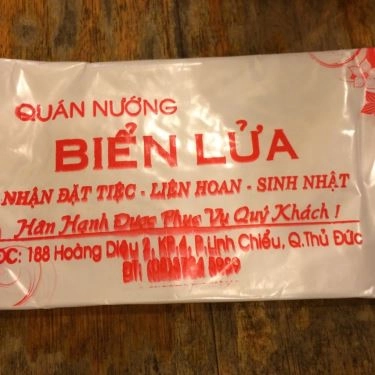 QUÁN NƯỚNG
BIỂN LỬA
NHẬN ĐẶT TIỆC - LIÊN HOAN - SINH NHẬT
Hân Hạnh Được Phục Vụ Quý Khách !
ĐC: 188 Hoàng Diệu 2, KP.4, P.Linh Chiểu, Q.Thủ Đức
ĐT: